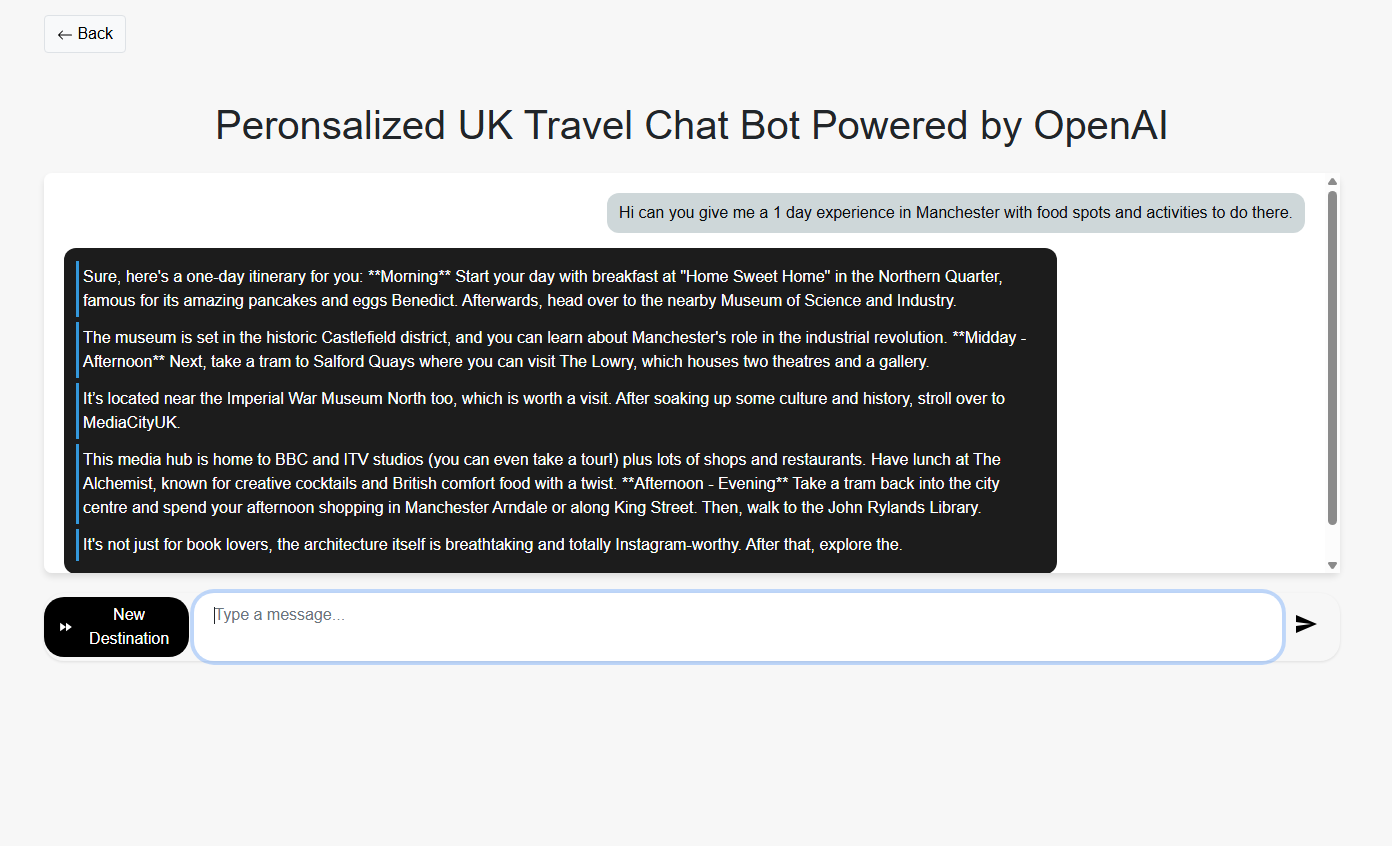 ← Back
Peronsalized UK Travel Chat Bot Powered by OpenAI
Hi can you give me a 1 day experience in Manchester with food spots and activities to do there.
Sure, here's a one-day itinerary for you: **Morning** Start your day with breakfast at "Home Sweet Home" in the Northern Quarter,
famous for its amazing pancakes and eggs Benedict. Afterwards, head over to the nearby Museum of Science and Industry.
The museum is set in the historic Castlefield district, and you can learn about Manchester's role in the industrial revolution. **Midday -
Afternoon** Next, take a tram to Salford Quays where you can visit The Lowry, which houses two theatres and a gallery.
It's located near the Imperial War Museum North too, which is worth a visit. After soaking up some culture and history, stroll over to
MediaCityUK.
This media hub is home to BBC and ITV studios (you can even take a tour!) plus lots of shops and restaurants. Have lunch at The
Alchemist, known for creative cocktails and British comfort food with a twist. **Afternoon - Evening** Take a tram back into the city
centre and spend your afternoon shopping in Manchester Arndale or along King Street. Then, walk to the John Rylands Library.
It's not just for book lovers, the architecture itself is breathtaking and totally Instagram-worthy. After that, explore the.
New
Destination
Type a message...